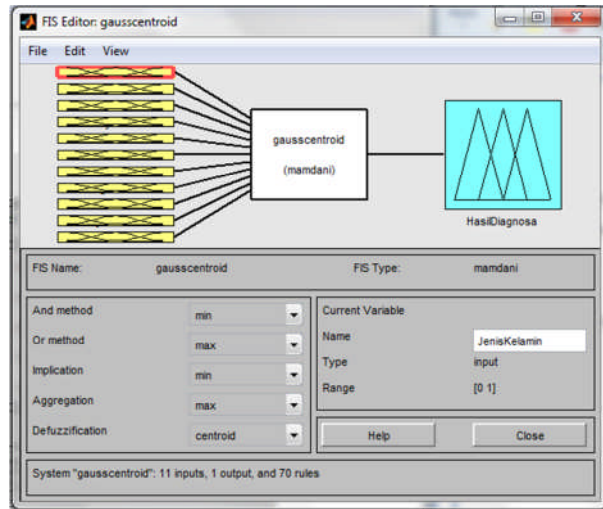 FIS Editor: gausscentroid
File Edit View
gausscentroid
(mamdani)
HasilDiagnosa
FIS Name: gausscentroid FIS Type: mamdani
And method min
Or method max
Implication min
Aggregation max
Defuzzification centroid
Current Variable
Name JenisKelamin
Type input
Range [0 1]
Help Close
System "gausscentroid": 11 inputs, 1 output, and 70 rules